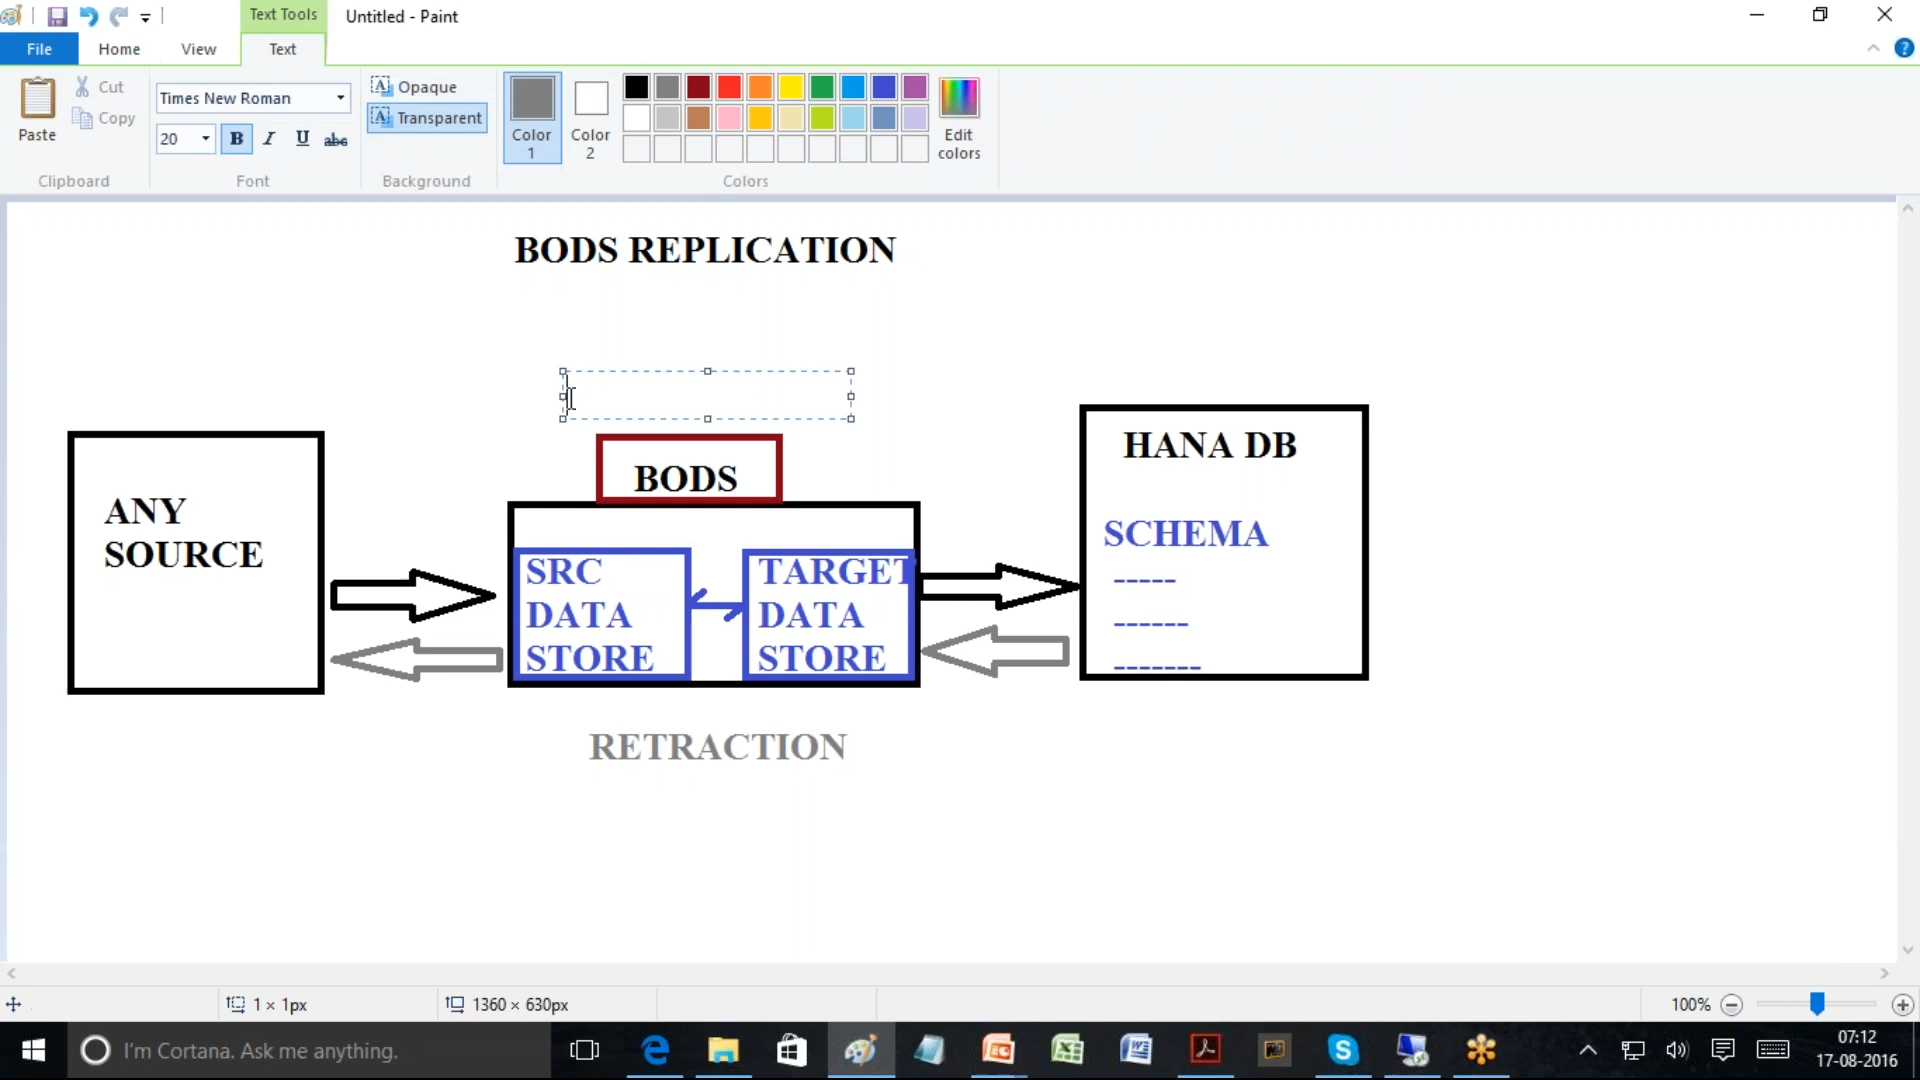 Text Tools
Untitled - Paint
File
Home
View
Text
Paste
Cut
Copy
Clipboard
Times New Roman
20
B
I
U
abc
Font
Opaque
Transparent
Background
Color 1
Color 2
Edit colors
Colors
BODS REPLICATION
BODS
ANY
SOURCE
SRC
DATA
STORE
TARGET
DATA
STORE
HANA DB
SCHEMA
-----
------
-------
RETRACTION
1 × 1px
1360 × 630px
100%
I'm Cortana. Ask me anything.
07:12
17-08-2016